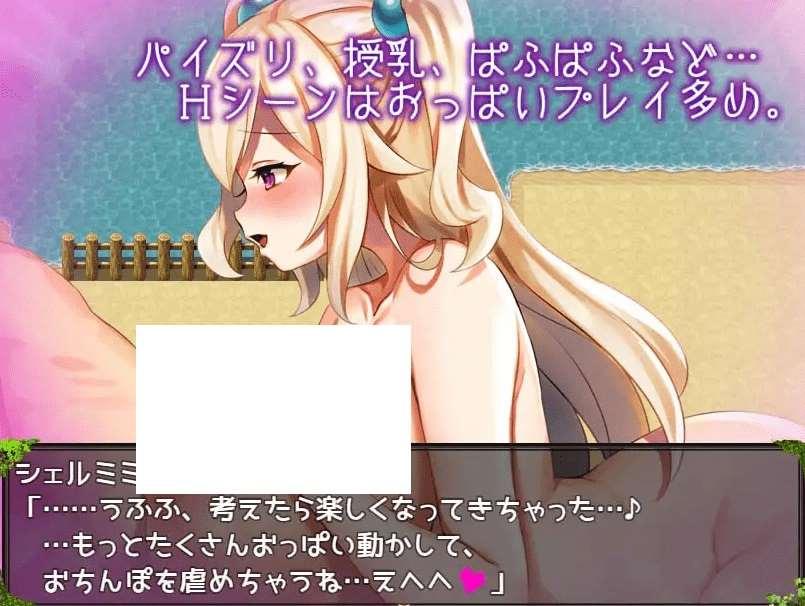 パイズリ、授乳、ぱふぱふなど…
Hシーンはおっぱいプレイ多め。
シェルミミ
「……うふふ、考えたら楽しくなってきちゃった…♪
…もっとたくさんおっぱい動かして、
おちんぽを虐めちゃうね…えへへ♥」